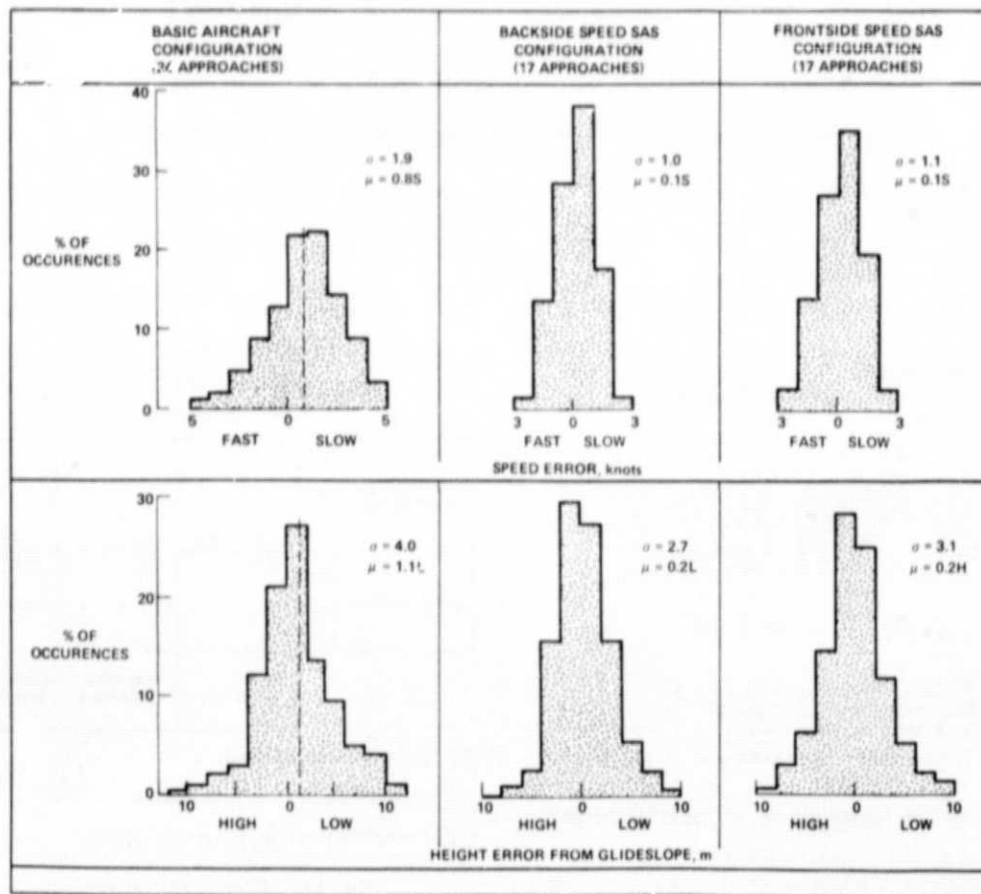 BASIC AIRCRAFT
CONFIGURATION
APPROACHES)
BACKSIDE SPEED SAS
CONFIGURATION
(17 APPROACHES)
FRONTSIDE SPEED SAS
CONFIGURATION
(17 APPROACHES)
% OF
OCCURENCES
40
30
20
10
0
σ = 1.9
μ = 0.8S
5 0 5
FAST SLOW
σ = 1.0
μ = 0.1S
3 0 3
FAST SLOW
σ = 1.1
μ = 0.1S
3 0 3
FAST SLOW
SPEED ERROR, knots
% OF
OCCURENCES
30
20
10
0
σ = 4.0
μ = 1.1L
10 0 10
HIGH LOW
σ = 2.7
μ = 0.2L
10 0 10
HIGH LOW
σ = 3.1
μ = 0.2H
10 0 10
HIGH LOW
HEIGHT ERROR FROM GLIDESLOPE, m